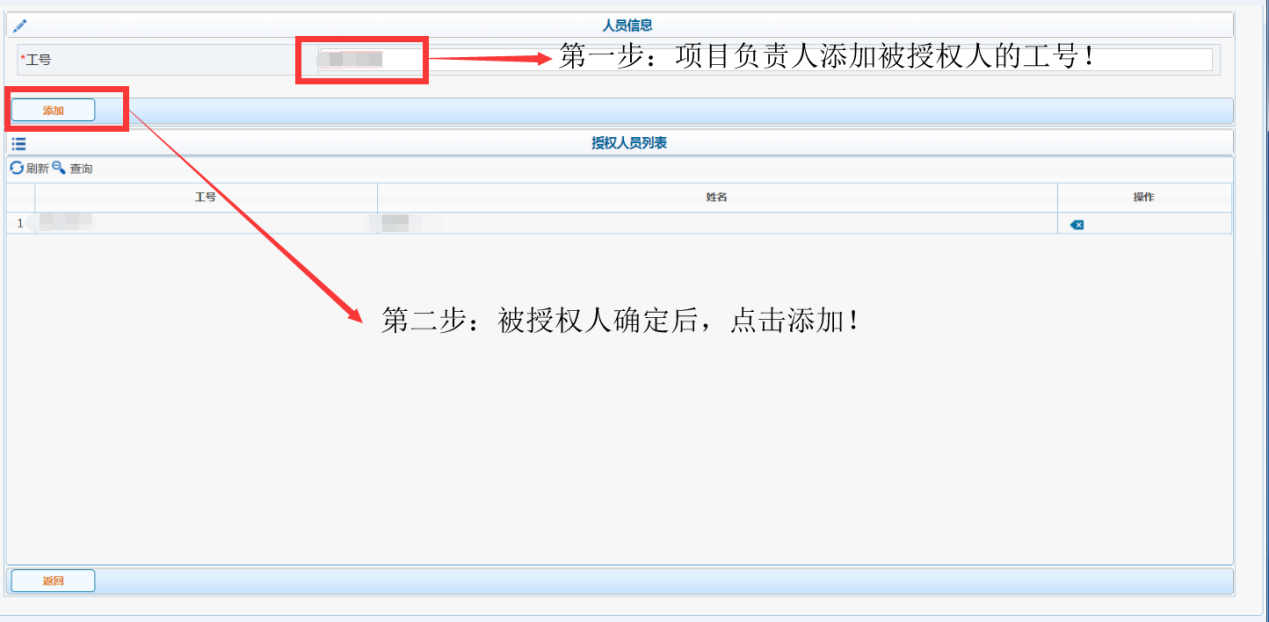 人员信息
*工号
第一步：项目负责人添加被授权人的工号！
添加
授权人员列表
刷新 查询
工号 姓名 操作
1
第二步：被授权人确定后，点击添加！
返回